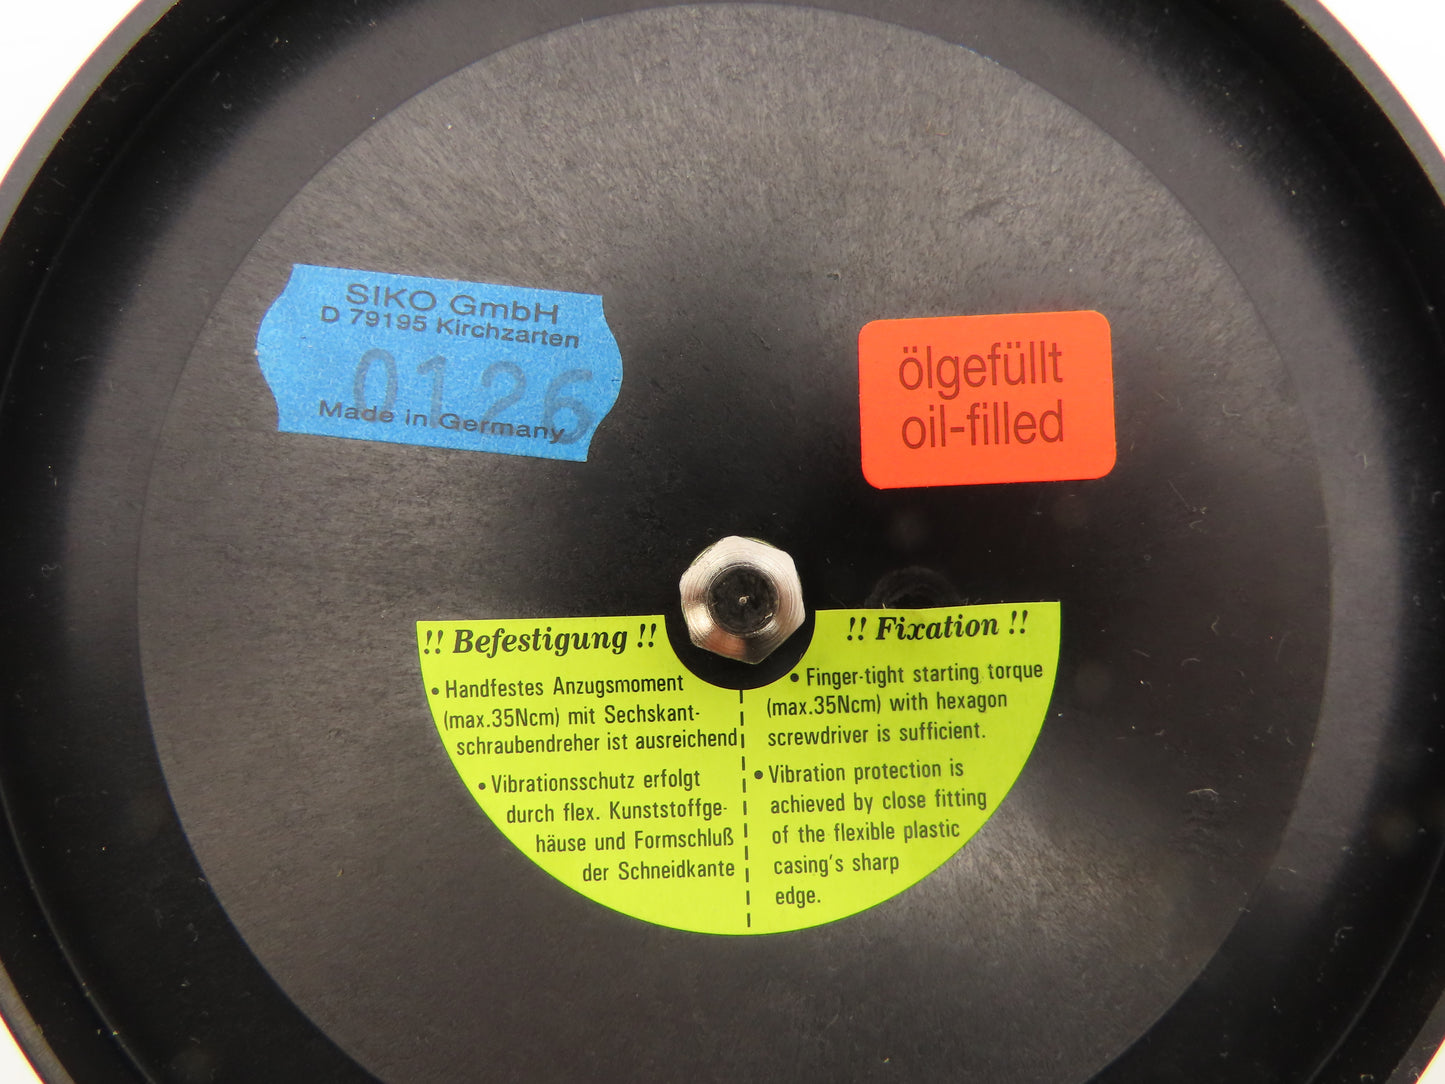 SIKO GmbH
D 79195 Kirchzarten
0126
Made in Germany
ölgefüllt
oil-filled
!! Befestigung !!
• Handfestes Anzugsmoment
(max.35Ncm) mit Sechskant-
schraubendreher ist ausreichend
• Vibrationsschutz erfolgt
durch flex. Kunststoffge-
häuse und Formschluß
der Schneidkante
!! Fixation !!
• Finger-tight starting torque
(max.35Ncm) with hexagon
screwdriver is sufficient.
• Vibration protection is
achieved by close fitting
of the flexible plastic
casing's sharp
edge.